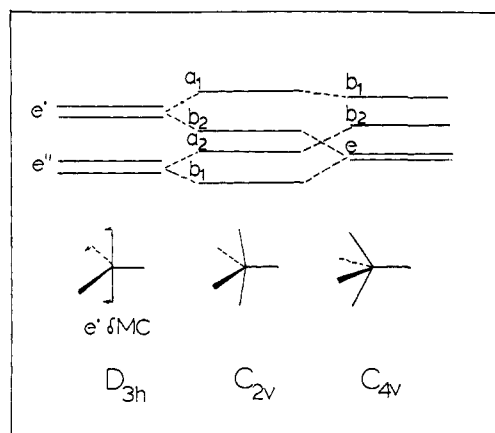 a₁
b₁
e'
b₂
b₂
a₂
e
e''
b₁
e' δMC
D₃ₕ
C₂ᵥ
C₄ᵥ